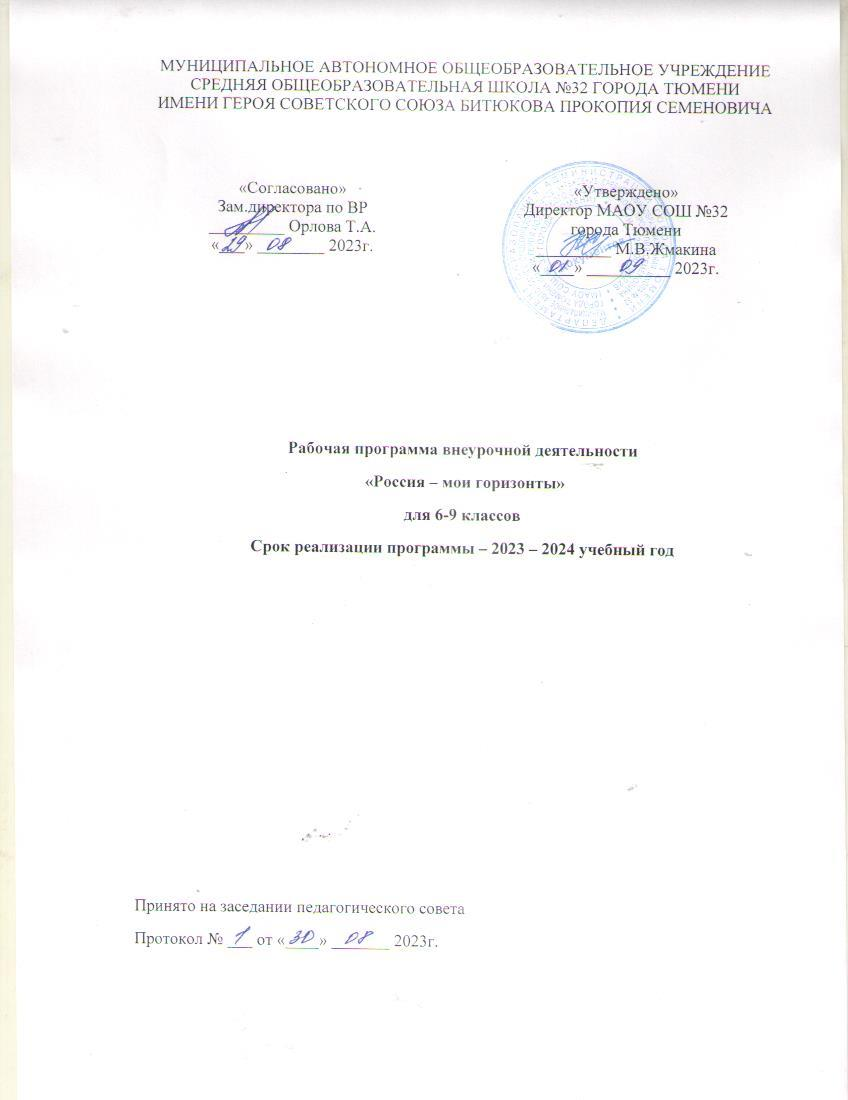 МУНИЦИПАЛЬНОЕ АВТОНОМНОЕ ОБЩЕОБРАЗОВАТЕЛЬНОЕ УЧРЕЖДЕНИЕ
СРЕДНЯЯ ОБЩЕОБРАЗОВАТЕЛЬНАЯ ШКОЛА №32 ГОРОДА ТЮМЕНИ
ИМЕНИ ГЕРОЯ СОВЕТСКОГО СОЮЗА БИТЮКОВА ПРОКОПИЯ СЕМЕНОВИЧА
«Согласовано»
Зам.директора по ВР
_________ Орлова Т.А.
«29» 08 2023г.
«Утверждено»
Директор МАОУ СОШ №32
города Тюмени
_________ М.В.Жмакина
«01» 09 2023г.
Рабочая программа внеурочной деятельности
«Россия – мои горизонты»
для 6-9 классов
Срок реализации программы – 2023 – 2024 учебный год
Принято на заседании педагогического совета
Протокол № 1 от «30» 08 2023г.